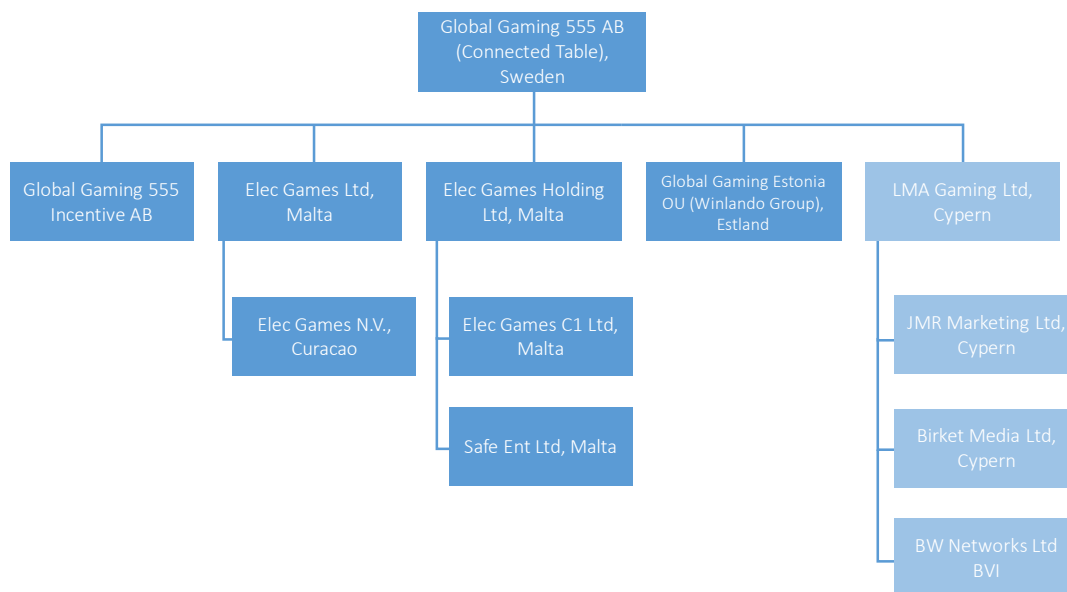 Global Gaming 555 AB
(Connected Table),
Sweden
Global Gaming 555
Incentive AB
Elec Games Ltd,
Malta
Elec Games Holding
Ltd, Malta
Global Gaming Estonia
OU (Winlando Group),
Estland
LMA Gaming Ltd,
Cypern
Elec Games N.V.,
Curacao
Elec Games C1 Ltd,
Malta
JMR Marketing Ltd,
Cypern
Safe Ent Ltd, Malta
Birket Media Ltd,
Cypern
BW Networks Ltd
BVI